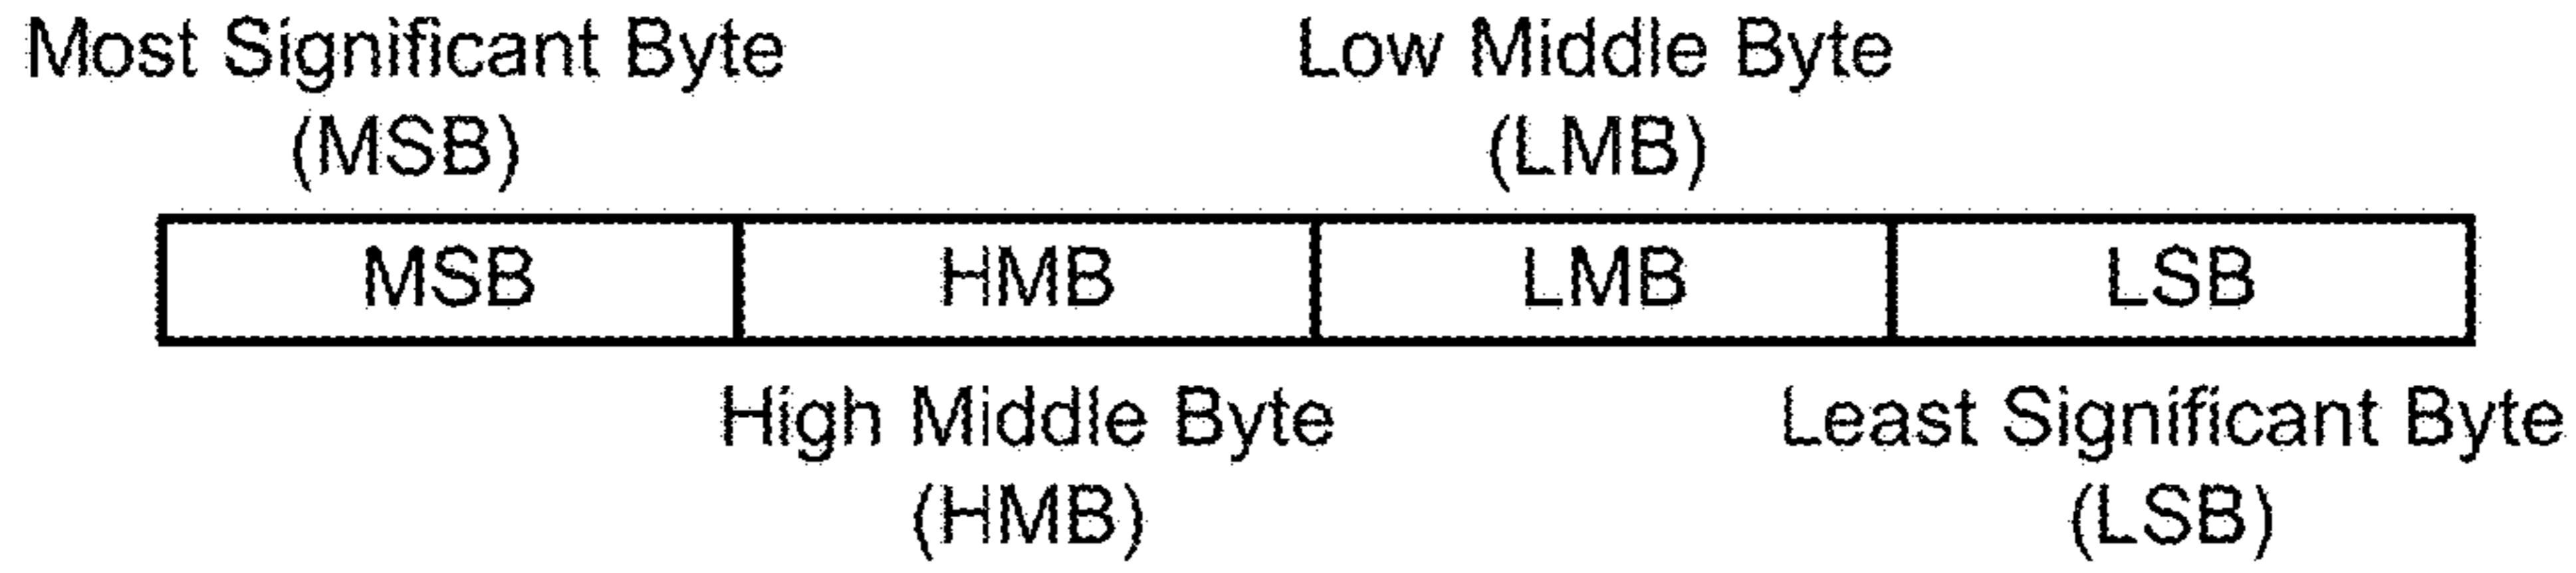 Most Significant Byte
(MSB)
Low Middle Byte
(LMB)
MSB HMB LMB LSB
High Middle Byte
(HMB)
Least Significant Byte
(LSB)